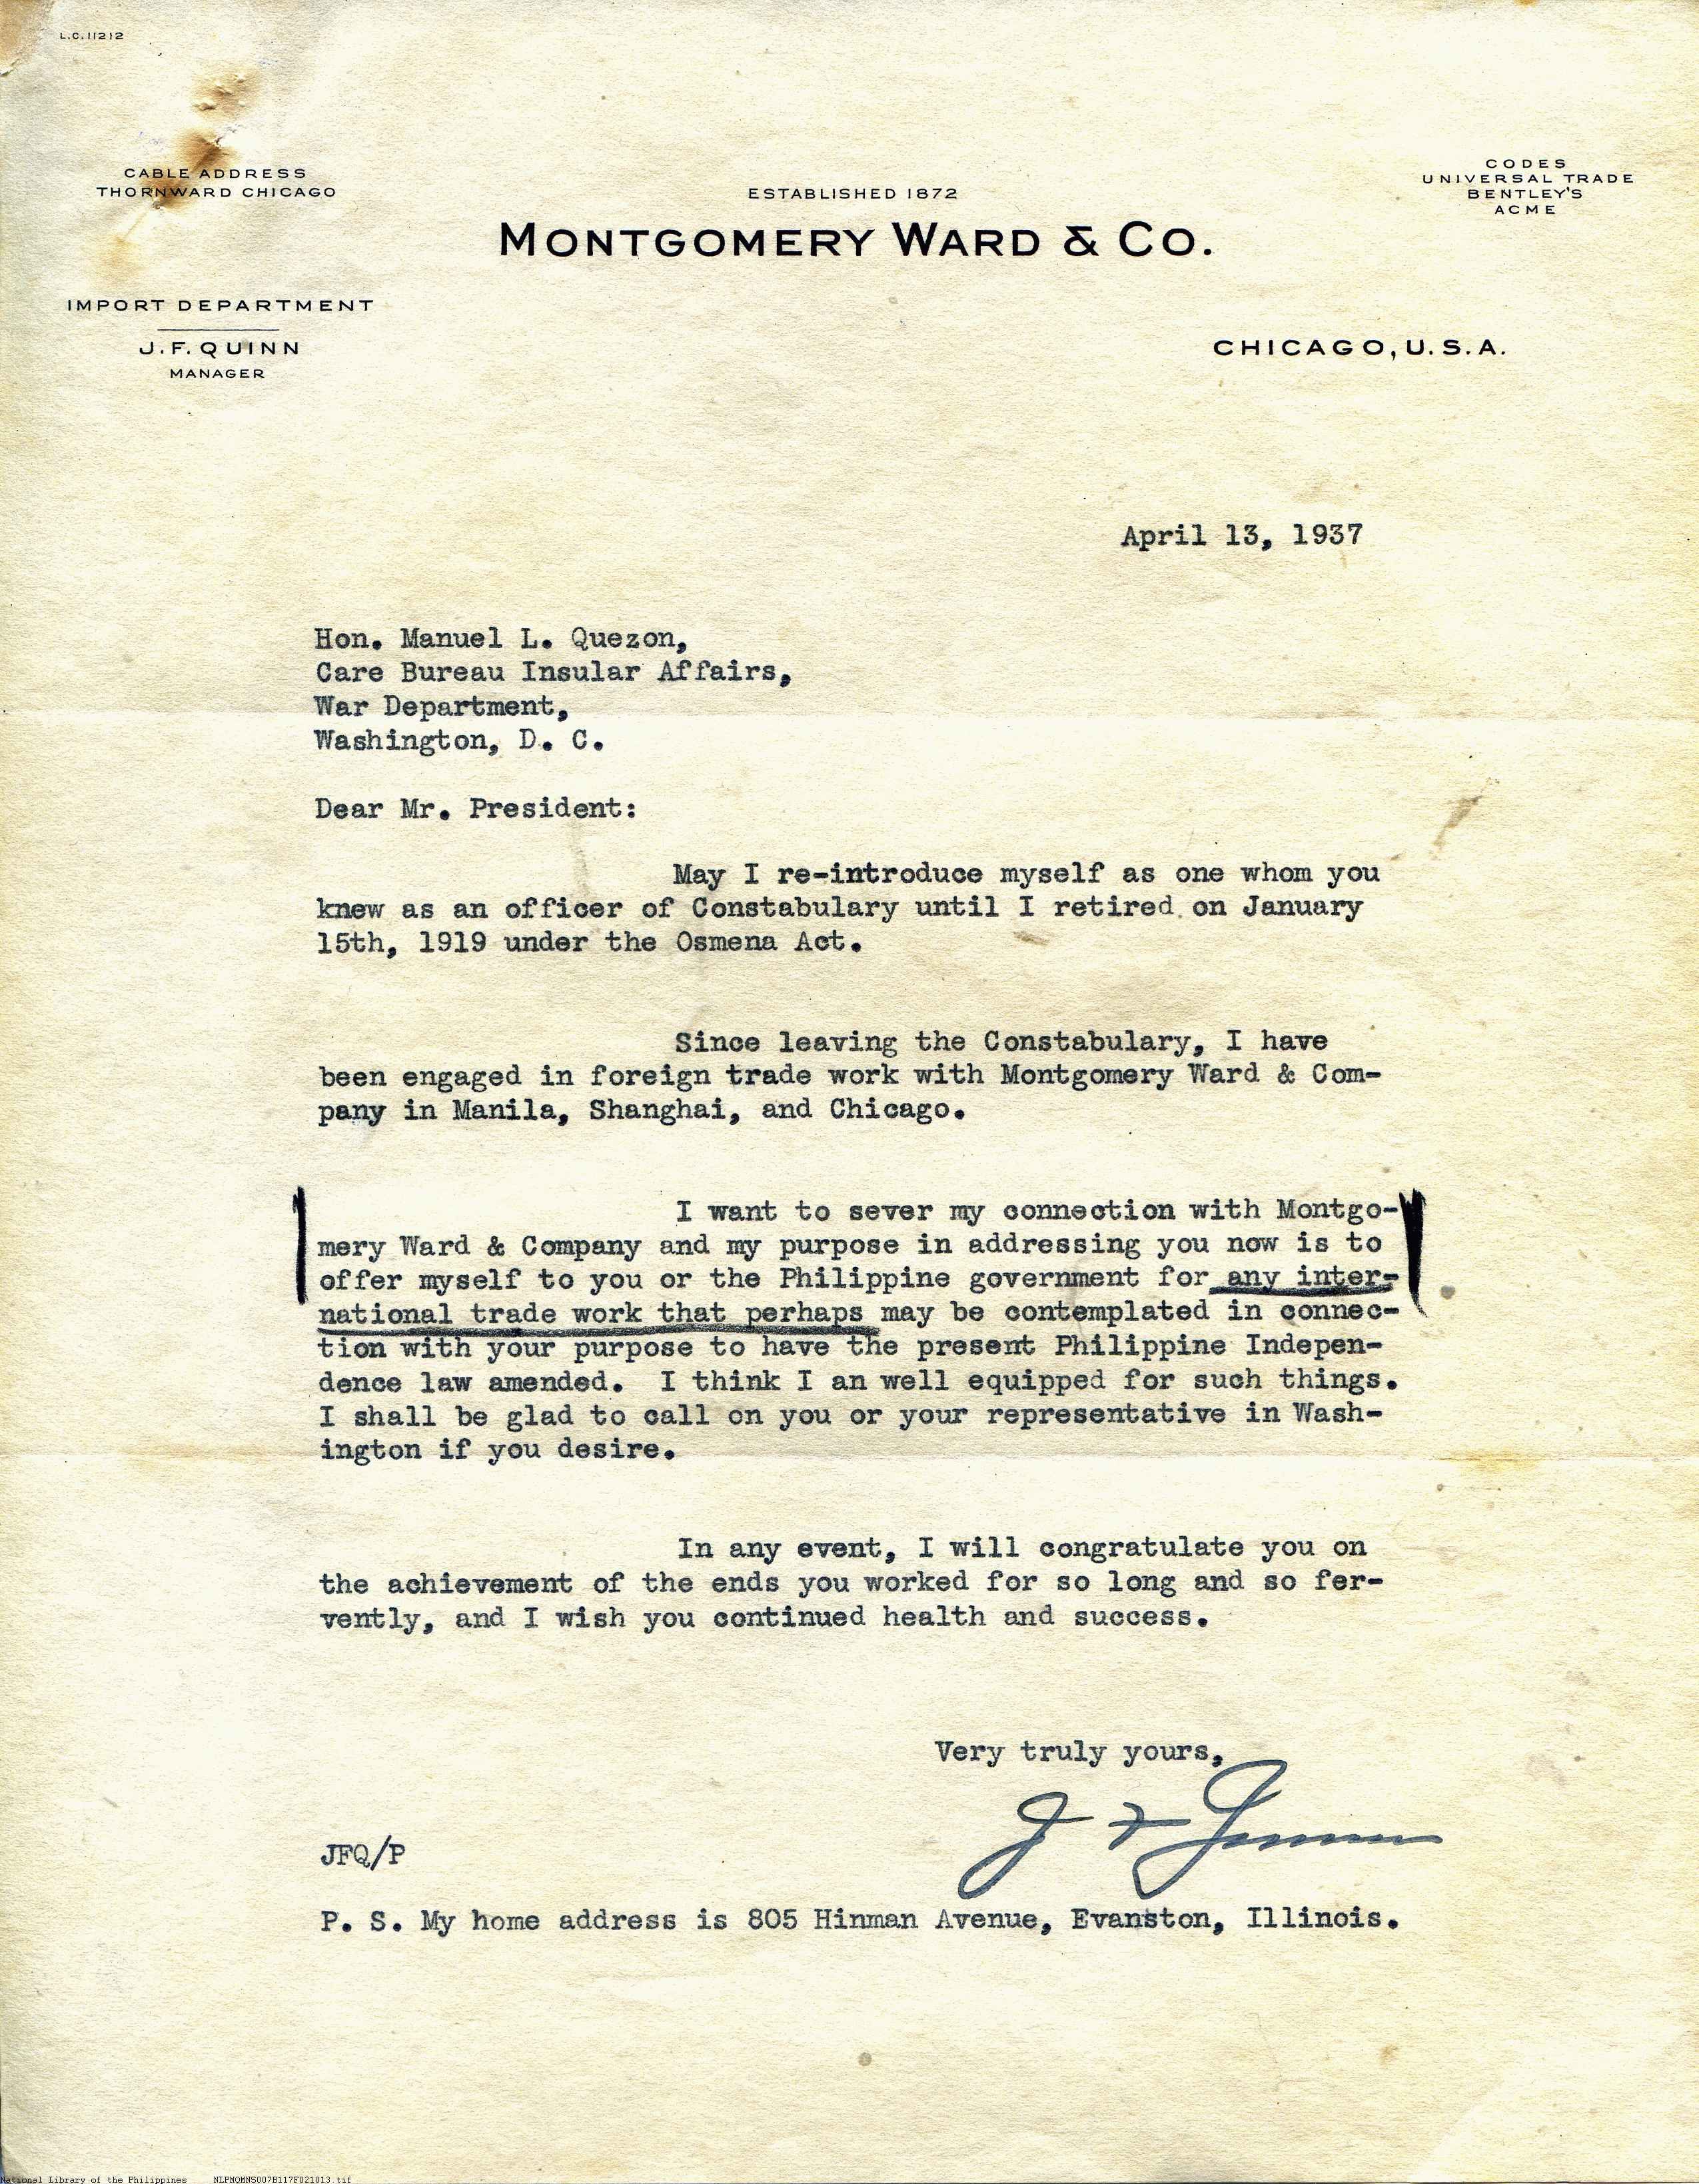 L.C.11212
CABLE ADDRESS
THORNWARD CHICAGO
CODES
UNIVERSAL TRADE
BENTLEY'S
ACME
ESTABLISHED 1872
MONTGOMERY WARD & CO.
IMPORT DEPARTMENT
J.F. QUINN
MANAGER
CHICAGO, U.S.A.
April 13, 1937
Hon. Manuel L. Quezon,
Care Bureau Insular Affairs,
War Department,
Washington, D. C.
Dear Mr. President:
May I re-introduce myself as one whom you
knew as an officer of Constabulary until I retired on January
15th, 1919 under the Osmena Act.
Since leaving the Constabulary, I have
been engaged in foreign trade work with Montgomery Ward & Com-
pany in Manila, Shanghai, and Chicago.
I want to sever my connection with Montgo-
mery Ward & Company and my purpose in addressing you now is to
offer myself to you or the Philippine government for any inter-
national trade work that perhaps may be contemplated in connec-
tion with your purpose to have the present Philippine Indepen-
dence law amended.  I think I an well equipped for such things.
I shall be glad to call on you or your representative in Wash-
ington if you desire.
In any event, I will congratulate you on
the achievement of the ends you worked for so long and so fer-
vently, and I wish you continued health and success.
Very truly yours,
J F Quinn
JFQ/P
P. S. My home address is 805 Hinman Avenue, Evanston, Illinois.
National Library of the Philippines NLPMQMNS007B117F021013.tif